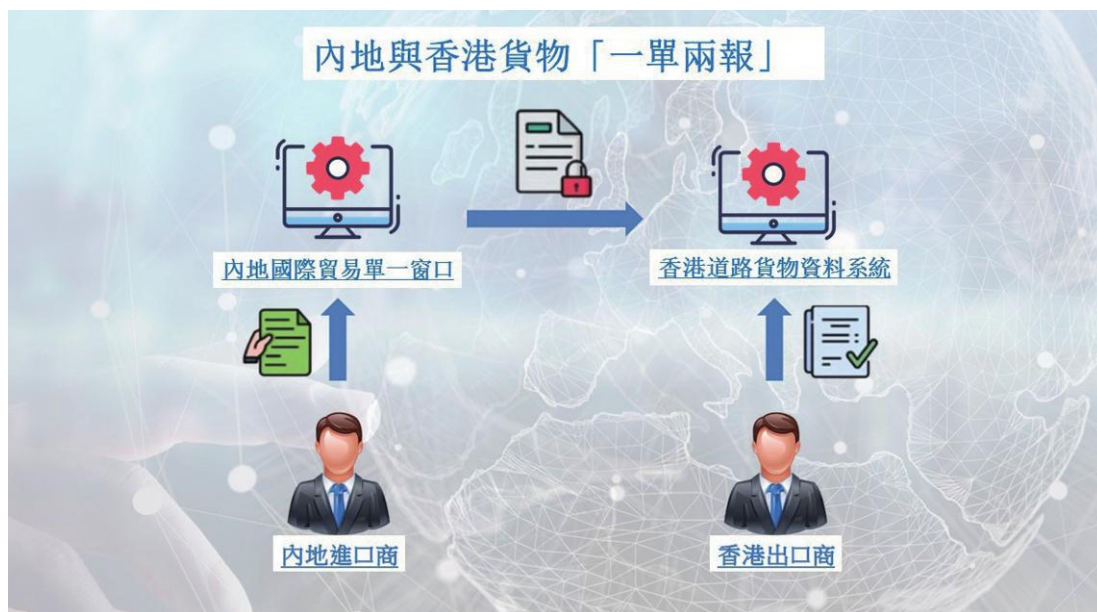 內地與香港貨物「一單兩報」
內地國際貿易單一窗口
香港道路貨物資料系統
內地進口商
香港出口商